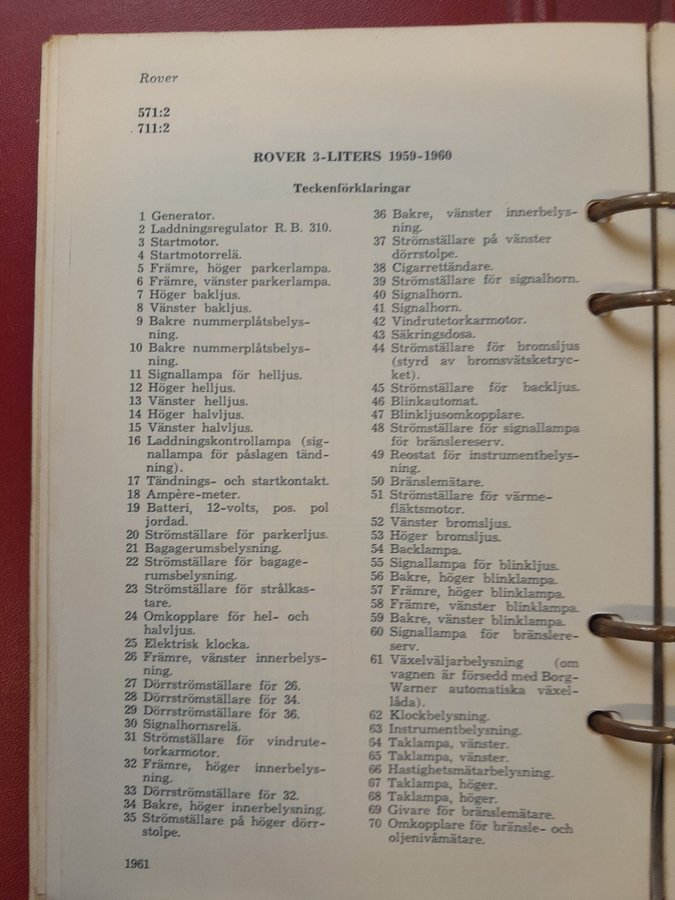 Rover
571:2
711:2
ROVER 3-LITERS 1959-1960
Teckenförklaringar
1 Generator.
2 Laddningsregulator R. B. 310.
3 Startmotor.
4 Startmotorrelä.
5 Främre, höger parkerlampa.
6 Främre, vänster parkerlampa.
7 Höger bakljus.
8 Vänster bakljus.
9 Bakre nummerplåtsbelys-
ning.
10 Bakre nummerplåtsbelys-
ning.
11 Signallampa för helljus.
12 Höger helljus.
13 Vänster helljus.
14 Höger halvljus.
15 Vänster halvljus.
16 Laddningskontrollampa (sig-
nallampa för påslagen tänd-
ning).
17 Tändnings- och startkontakt.
18 Ampère-meter.
19 Batteri, 12-volts, pos. pol
jordad.
20 Strömställare för parkerljus.
21 Bagagerumsbelysning.
22 Strömställare för bagage-
rumsbelysning.
23 Strömställare för strålkas-
tare.
24 Omkopplare för hel- och
halvljus.
25 Elektrisk klocka.
26 Främre, vänster innerbelys-
ning.
27 Dörrströmställare för 26.
28 Dörrströmställare för 34.
29 Dörrströmställare för 36.
30 Signalhornsrelä.
31 Strömställare för vindrute-
torkarmotor.
32 Främre, höger innerbelys-
ning.
33 Dörrströmställare för 32.
34 Bakre, höger innerbelysning.
35 Strömställare på höger dörr-
stolpe.
36 Bakre, vänster innerbelys-
ning.
37 Strömställare på vänster
dörrstolpe.
38 Cigarrettändare.
39 Strömställare för signalhorn.
40 Signalhorn.
41 Signalhorn.
42 Vindrutetorkarmotor.
43 Säkringsdosa.
44 Strömställare för bromsljus
(styrd av bromsvätsketryc-
ket).
45 Strömställare för backljus.
46 Blinkautomat.
47 Blinkljusomkopplare.
48 Strömställare för signallampa
för bränslereserv.
49 Reostat för instrumentbelys-
ning.
50 Bränslemätare.
51 Strömställare för värme-
fläktsmotor.
52 Vänster bromsljus.
53 Höger bromsljus.
54 Backlampa.
55 Signallampa för blinkljus.
56 Bakre, höger blinklampa.
57 Främre, höger blinklampa.
58 Främre, vänster blinklampa.
59 Bakre, vänster blinklampa.
60 Signallampa för bränslere-
serv.
61 Växelväljarbelysning (om
vagnen är försedd med Borg-
Warner automatiska växel-
låda).
62 Klockbelysning.
63 Instrumentbelysning.
64 Taklampa, vänster.
65 Taklampa, vänster.
66 Hastighetsmätarbelysning.
67 Taklampa, höger.
68 Taklampa, höger.
69 Givare för bränslemätare.
70 Omkopplare för bränsle- och
oljenivåmätare.
1961